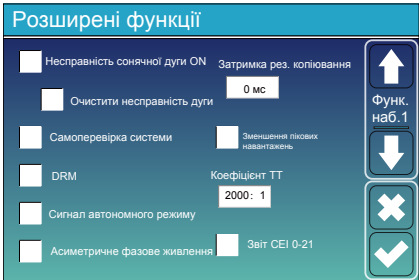 Розширені функції
Несправність сонячної дуги ON
Затримка рез. копіювання
0 мс
Очистити несправність дуги
Функ.
наб.1
Самоперевірка системи
Зменшення пікових
навантажень
DRM
Коефіцієнт ТТ
2000: 1
Сигнал автономного режиму
Асиметричне фазове живлення
Звіт CEI 0-21